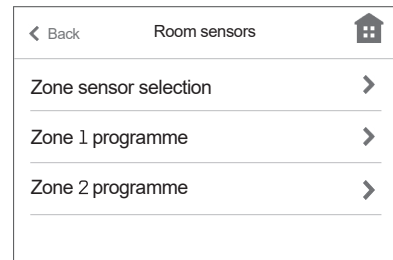 Back Room sensors
Zone sensor selection
Zone 1 programme
Zone 2 programme